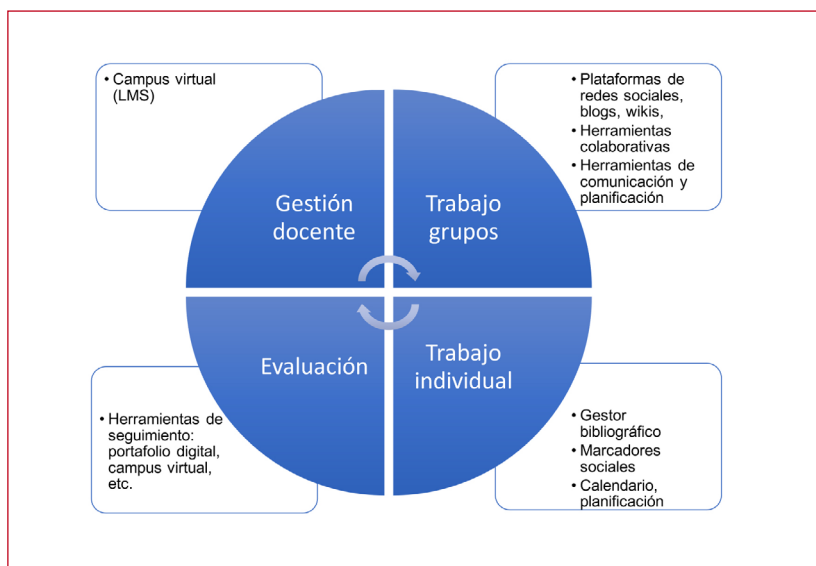 • Campus virtual
(LMS)
• Plataformas de
redes sociales,
blogs, wikis,
• Herramientas
colaborativas
• Herramientas de
comunicación y
planificación
Gestión
docente
Trabajo
grupos
Evaluación
Trabajo
individual
• Herramientas de
seguimiento:
portafolio digital,
campus virtual,
etc.
• Gestor
bibliográfico
• Marcadores
sociales
• Calendario,
planificación